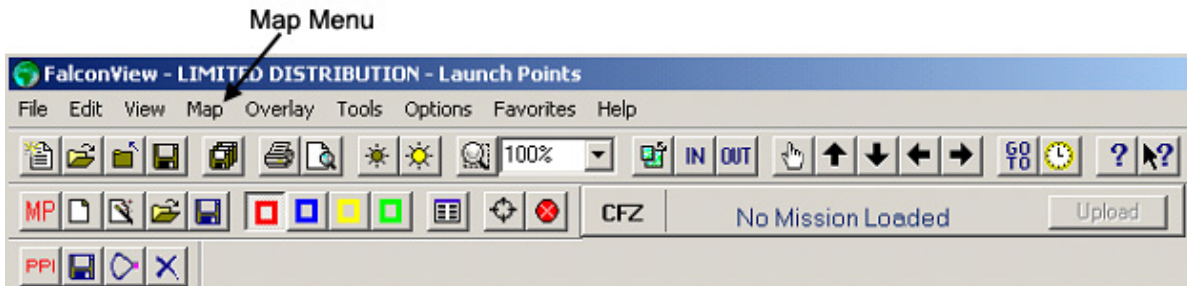 Map Menu
FalconView - LIMITED DISTRIBUTION - Launch Points
File Edit View Map Overlay Tools Options Favorites Help
100% IN OUT GO TO ? ?
MP CFZ No Mission Loaded Upload
PPI